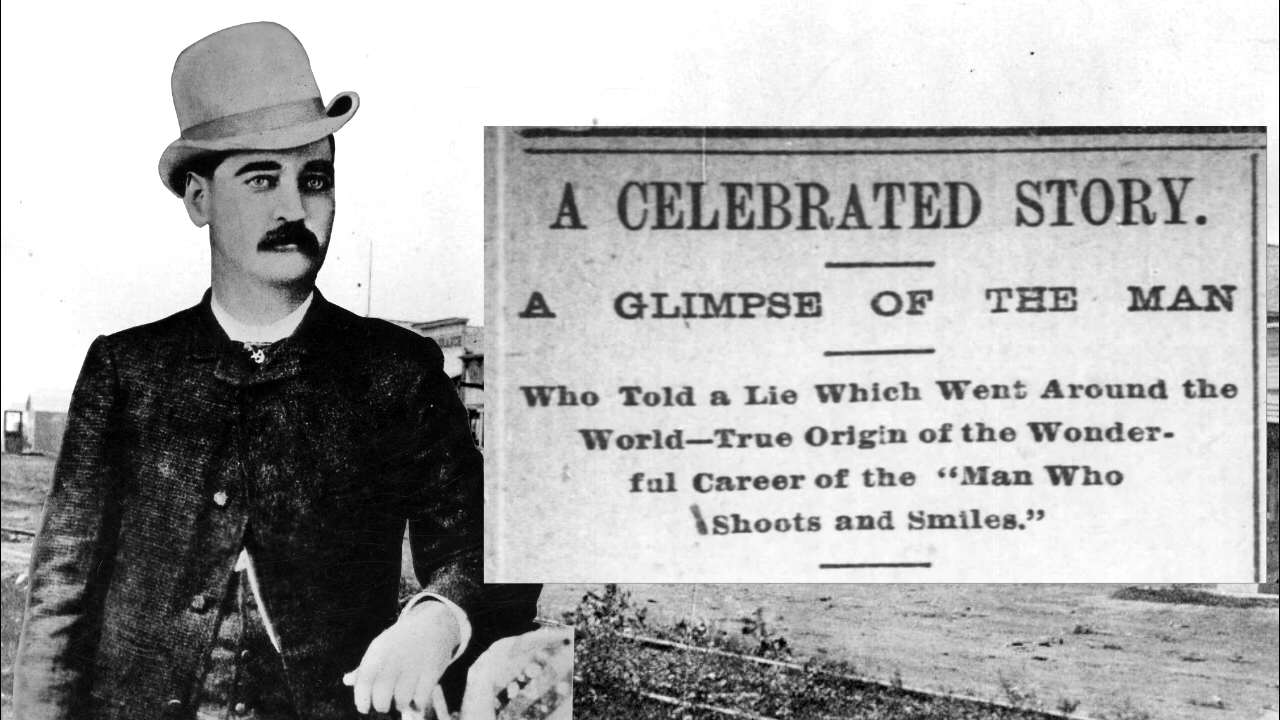 A CELEBRATED STORY.
A GLIMPSE OF THE MAN
Who Told a Lie Which Went Around the
World—True Origin of the Wonder-
ful Career of the “Man Who
Shoots and Smiles.”